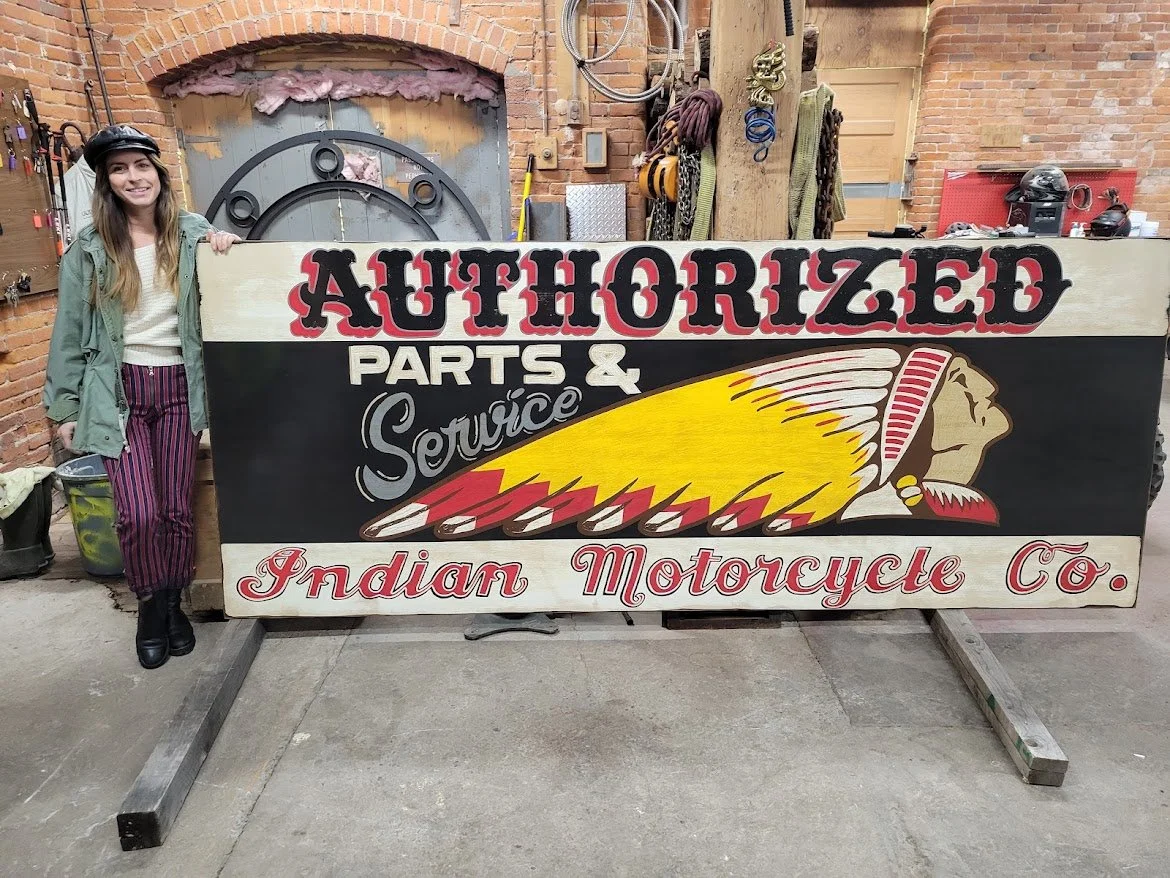 AUTHORIZED
PARTS &
Service
Indian Motorcycle Co.